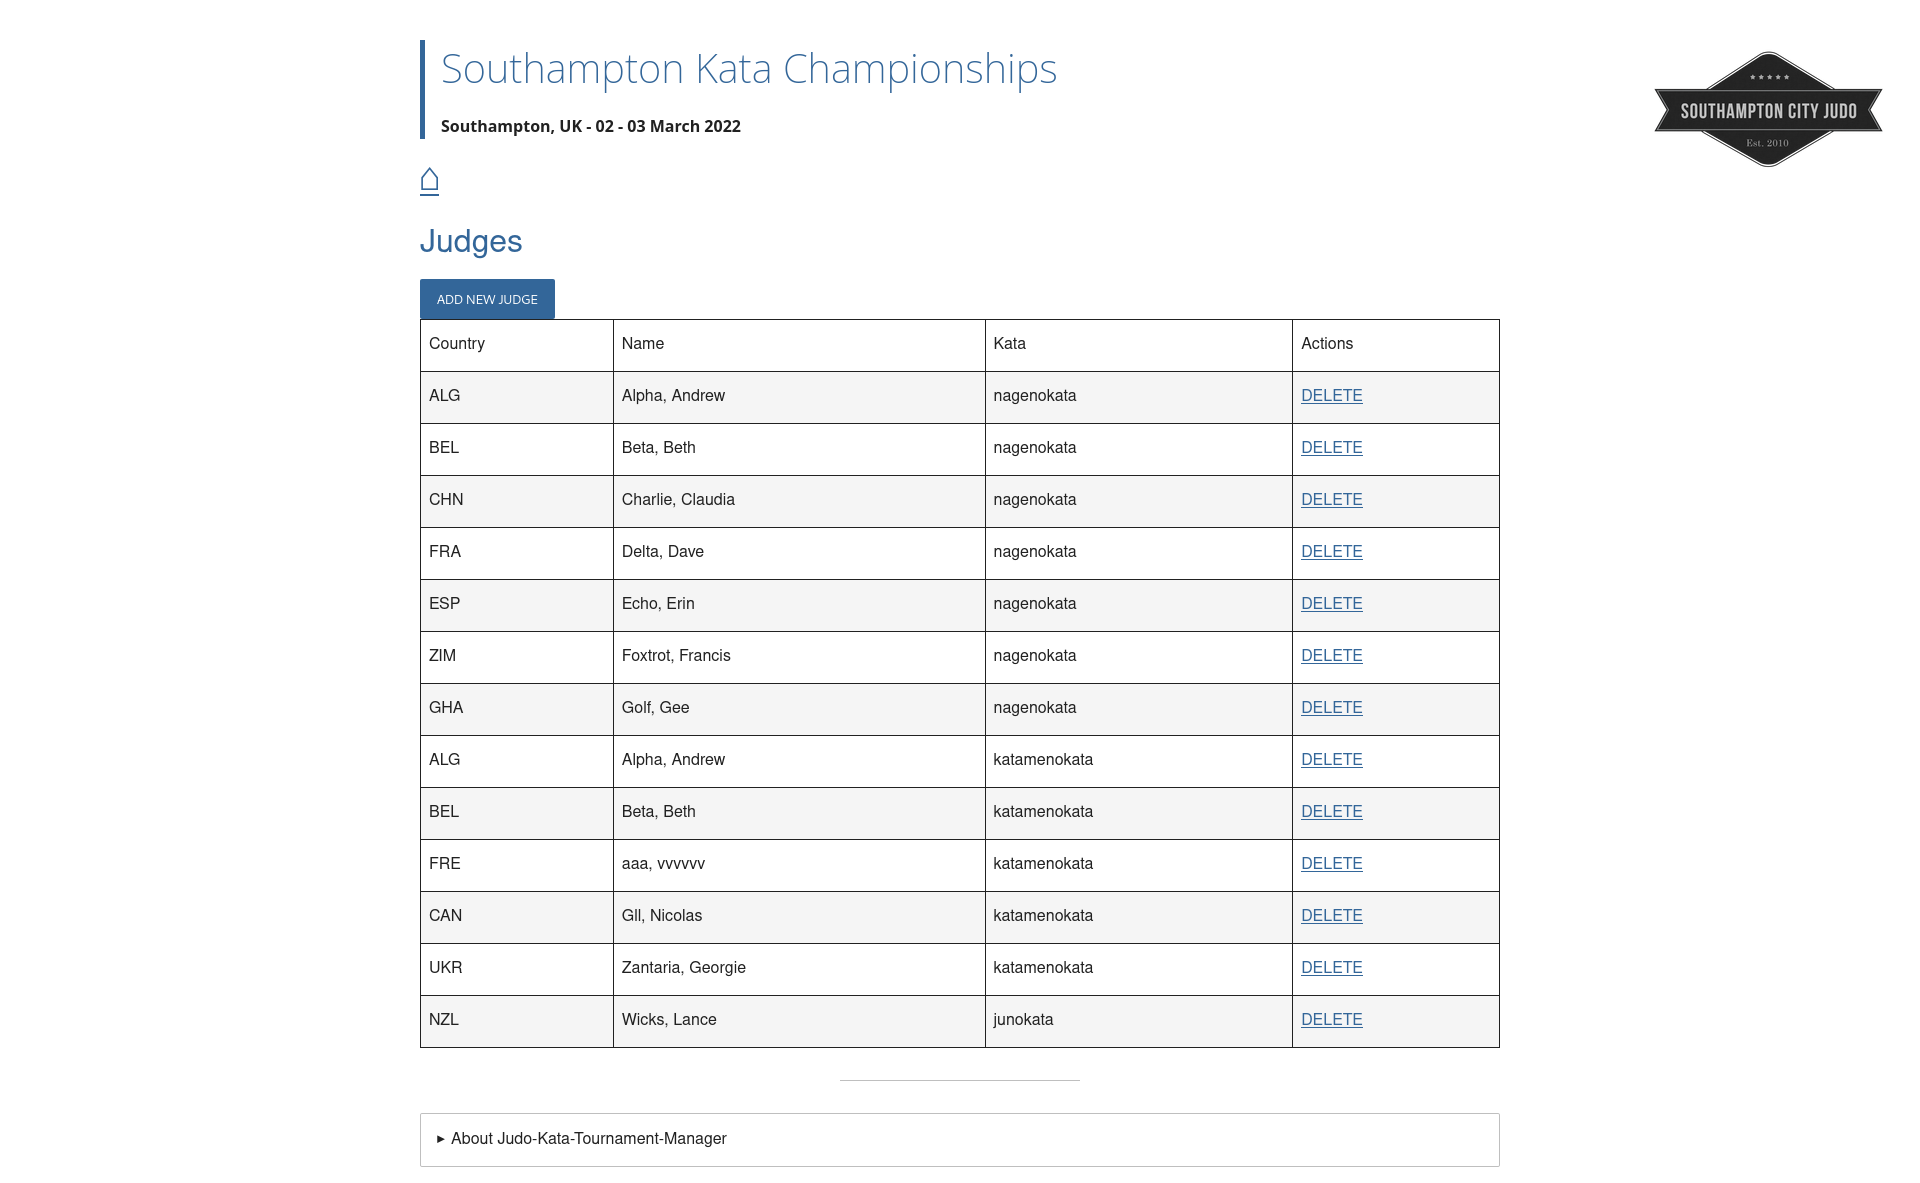 Southampton Kata Championships
SOUTHAMPTON CITY JUDO
Est. 2010
Southampton, UK - 02 - 03 March 2022
Judges
ADD NEW JUDGE
Country Name Kata Actions
ALG Alpha, Andrew nagenokata DELETE
BEL Beta, Beth nagenokata DELETE
CHN Charlie, Claudia nagenokata DELETE
FRA Delta, Dave nagenokata DELETE
ESP Echo, Erin nagenokata DELETE
ZIM Foxtrot, Francis nagenokata DELETE
GHA Golf, Gee nagenokata DELETE
ALG Alpha, Andrew katamenokata DELETE
BEL Beta, Beth katamenokata DELETE
FRE aaa, vvvvvv katamenokata DELETE
CAN Gll, Nicolas katamenokata DELETE
UKR Zantaria, Georgie katamenokata DELETE
NZL Wicks, Lance junokata DELETE
▸ About Judo-Kata-Tournament-Manager